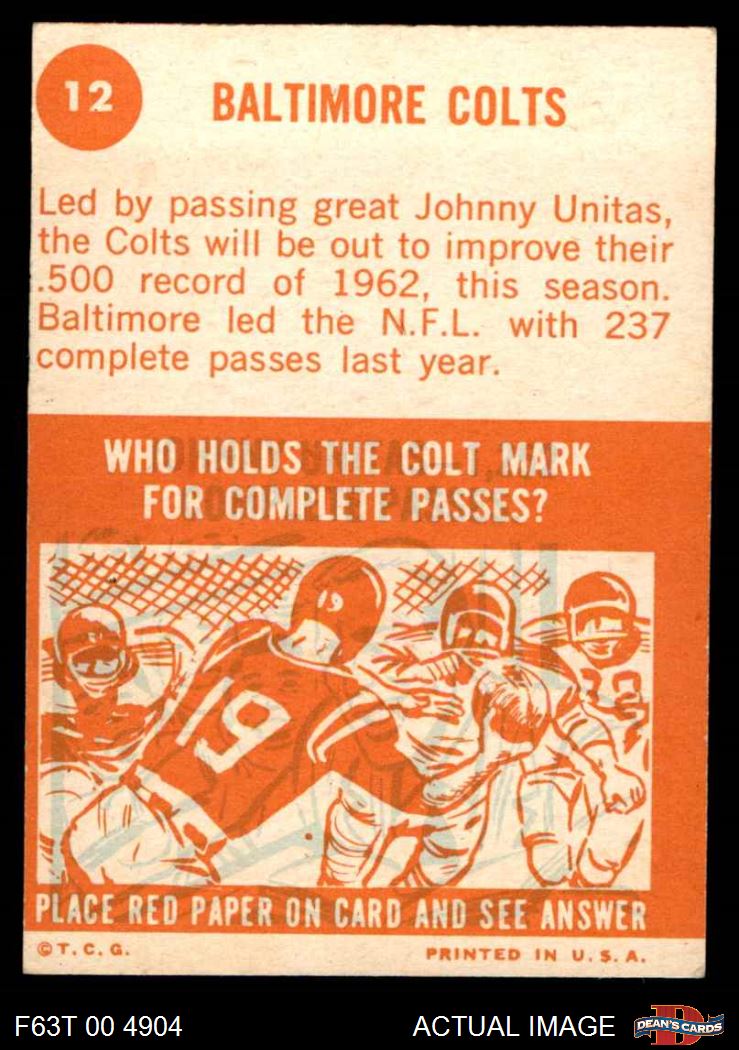 12
BALTIMORE COLTS
Led by passing great Johnny Unitas,
the Colts will be out to improve their
.500 record of 1962, this season.
Baltimore led the N.F.L. with 237
complete passes last year.
WHO HOLDS THE COLT MARK
FOR COMPLETE PASSES?
19
19
PLACE RED PAPER ON CARD AND SEE ANSWER
©T. C. G.
PRINTED IN U. S. A.
F63T 00 4904
ACTUAL IMAGE
D
DEAN'S CARDS